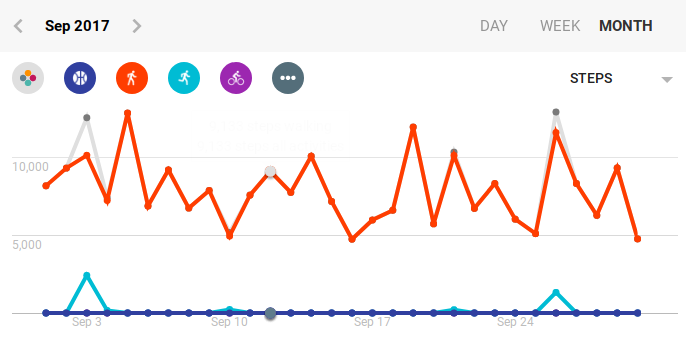 Sep 2017
DAY WEEK MONTH
STEPS
10,000
5,000
Sep 3 Sep 10 Sep 17 Sep 24